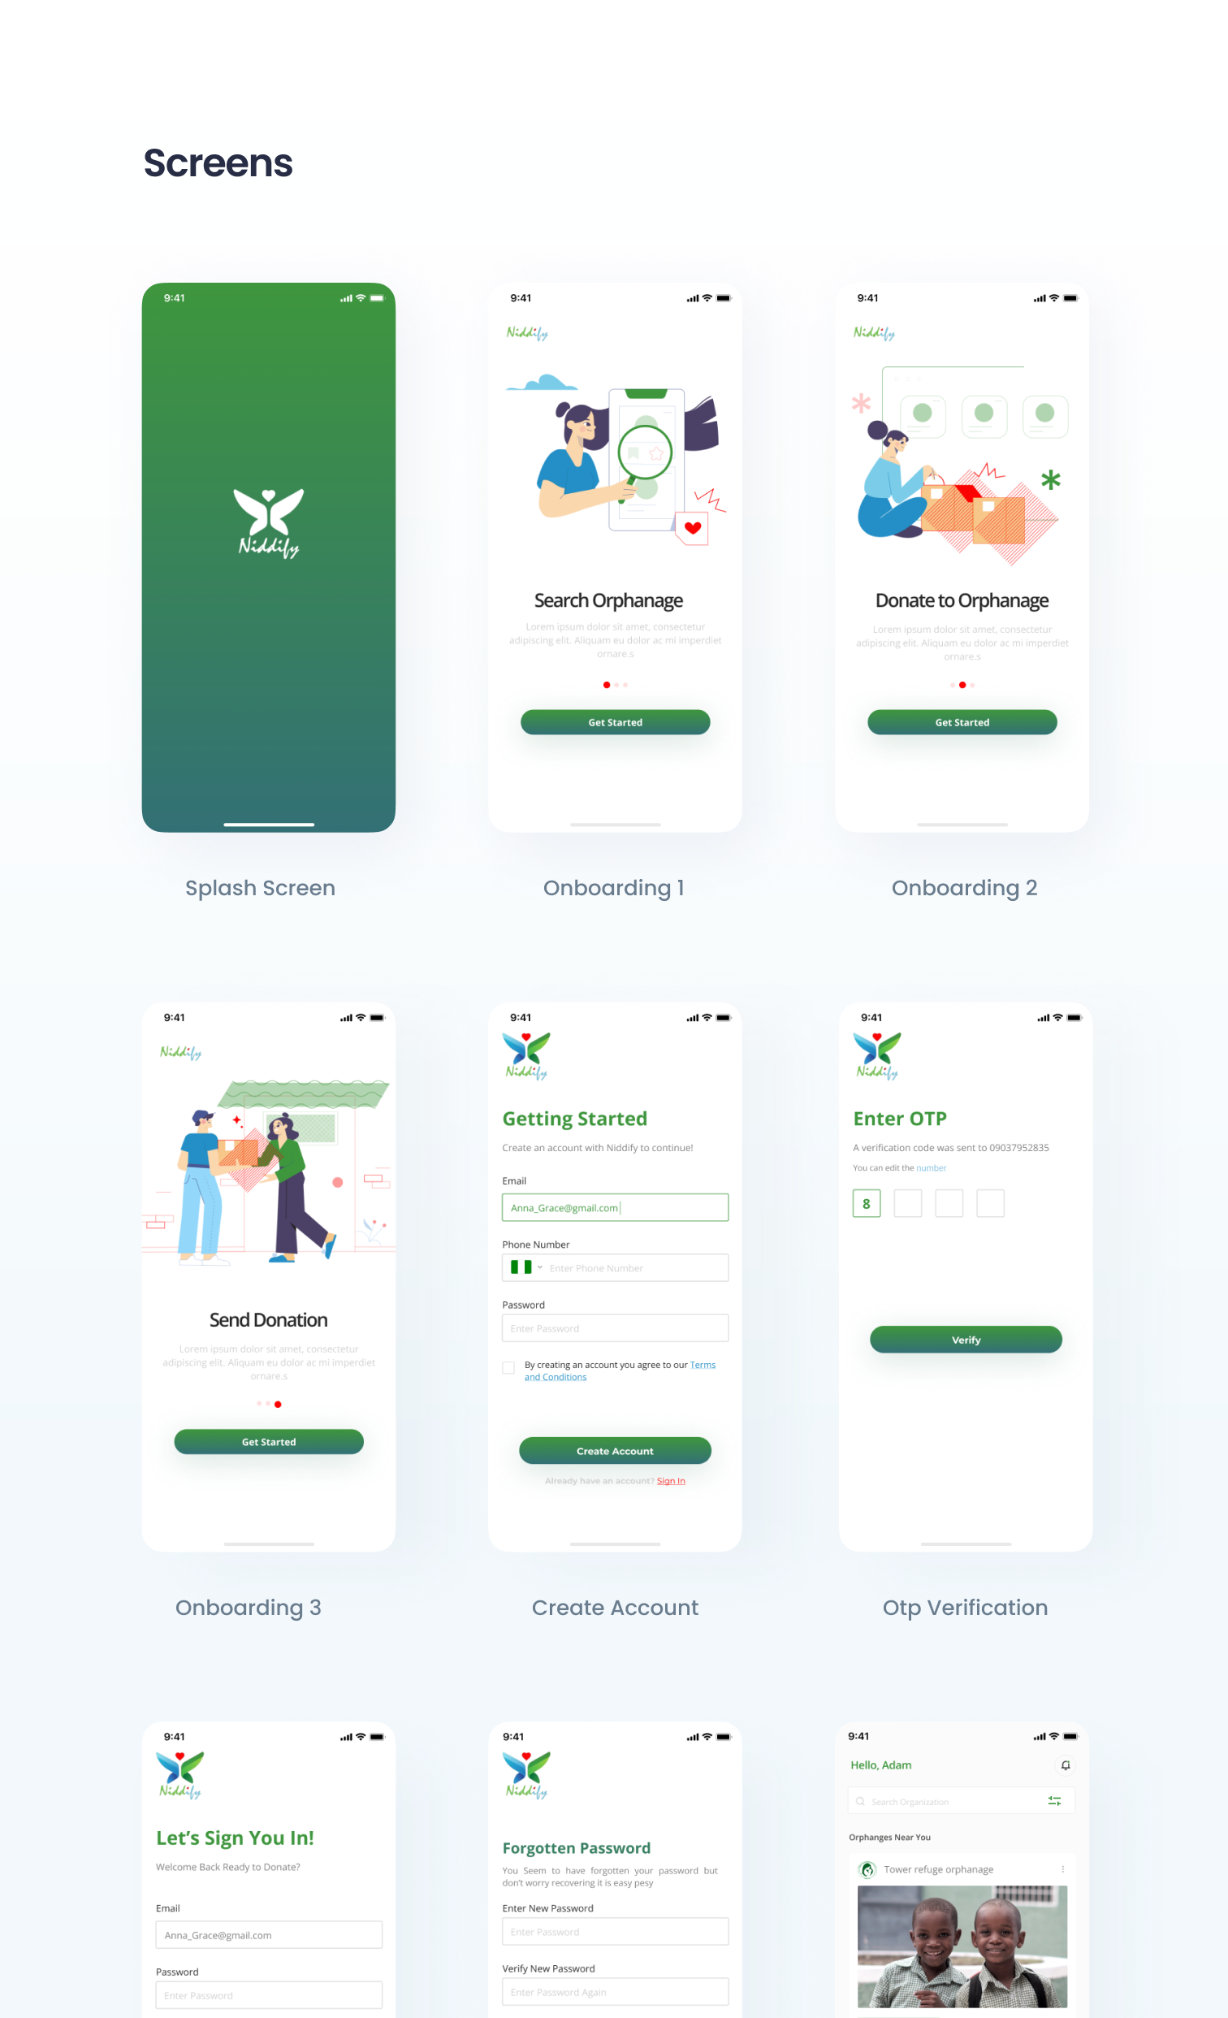 Screens
9:41
Niddify
Splash Screen
9:41
Niddify
Search Orphanage
Lorem ipsum dolor sit amet, consectetur
adipiscing elit. Aliquam eu dolor ac mi imperdiet
ornare.s
Get Started
Onboarding 1
9:41
Niddify
Donate to Orphanage
Lorem ipsum dolor sit amet, consectetur
adipiscing elit. Aliquam eu dolor ac mi imperdiet
ornare.s
Get Started
Onboarding 2
9:41
Niddify
Send Donation
Lorem ipsum dolor sit amet, consectetur
adipiscing elit. Aliquam eu dolor ac mi imperdiet
ornare.s
Get Started
Onboarding 3
9:41
Niddify
Getting Started
Create an account with Niddify to continue!
Email
Anna_Grace@gmail.com
Phone Number
Enter Phone Number
Password
Enter Password
By creating an account you agree to our Terms
and Conditions
Create Account
Already have an account? Sign In
Create Account
9:41
Niddify
Enter OTP
A verification code was sent to 09037952835
You can edit the number
8
Verify
Otp Verification
9:41
Niddify
Let's Sign You In!
Welcome Back Ready to Donate?
Email
Anna_Grace@gmail.com
Password
Enter Password
9:41
Niddify
Forgotten Password
You Seem to have forgotten your password but
don't worry recovering it is easy pesy
Enter New Password
Enter Password
Verify New Password
Enter Password Again
9:41
Hello, Adam
Search Organization
Orphanges Near You
Tower refuge orphanage